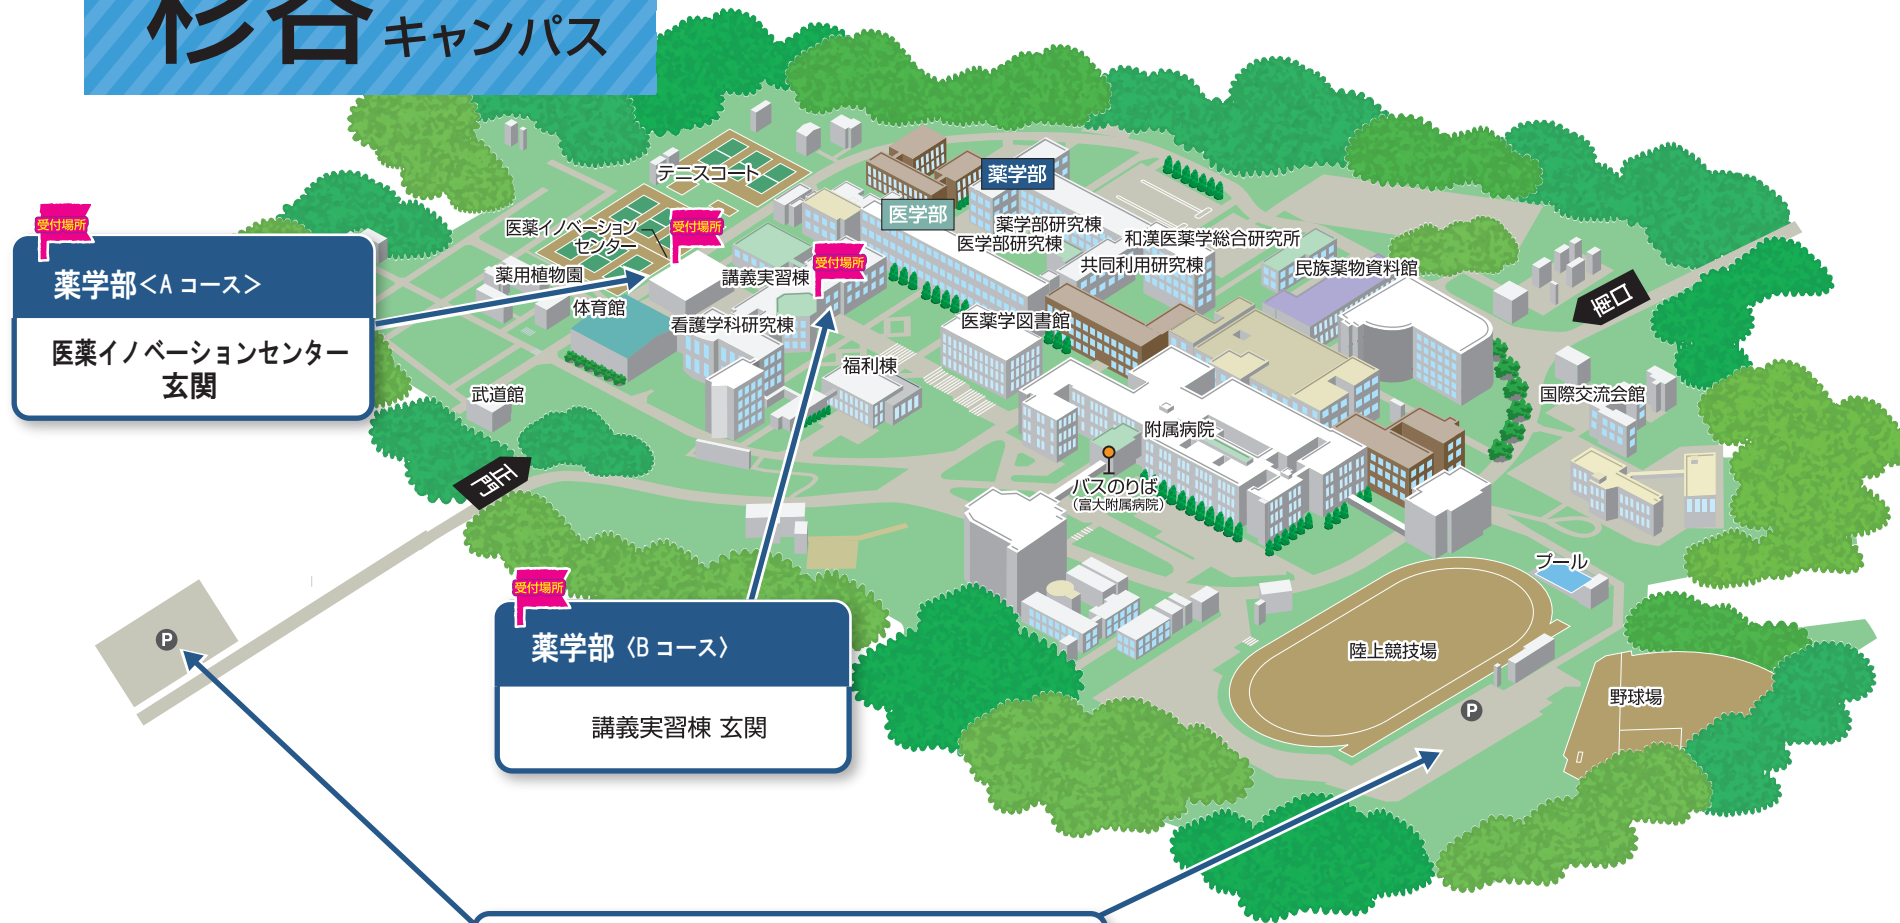 杉谷キャンパス
受付場所
薬学部<A コース>
医薬イノベーションセンター
玄関
テニスコート
医薬イノベーション
センター
受付場所
薬学部
医学部
薬学部研究棟
医学部研究棟
和漢医薬学総合研究所
共同利用研究棟
民族薬物資料館
薬用植物園
講義実習棟
受付場所
体育館
看護学科研究棟
医薬学図書館
福利棟
武道館
国際交流会館
附属病院
バスのりば
(富大附属病院)
正門
プール
陸上競技場
野球場
P
P
受付場所
薬学部〈B コース〉
講義実習棟 玄関